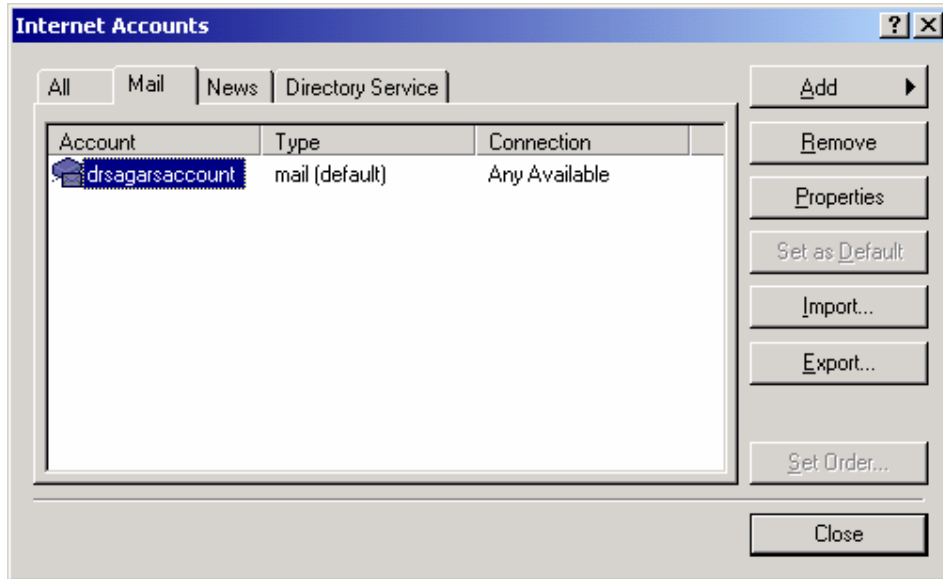 Internet Accounts
All Mail News Directory Service
Add
Remove
Properties
Set as Default
Import...
Export...
Set Order...
Close
Account Type Connection
drsagarsaccount mail (default) Any Available